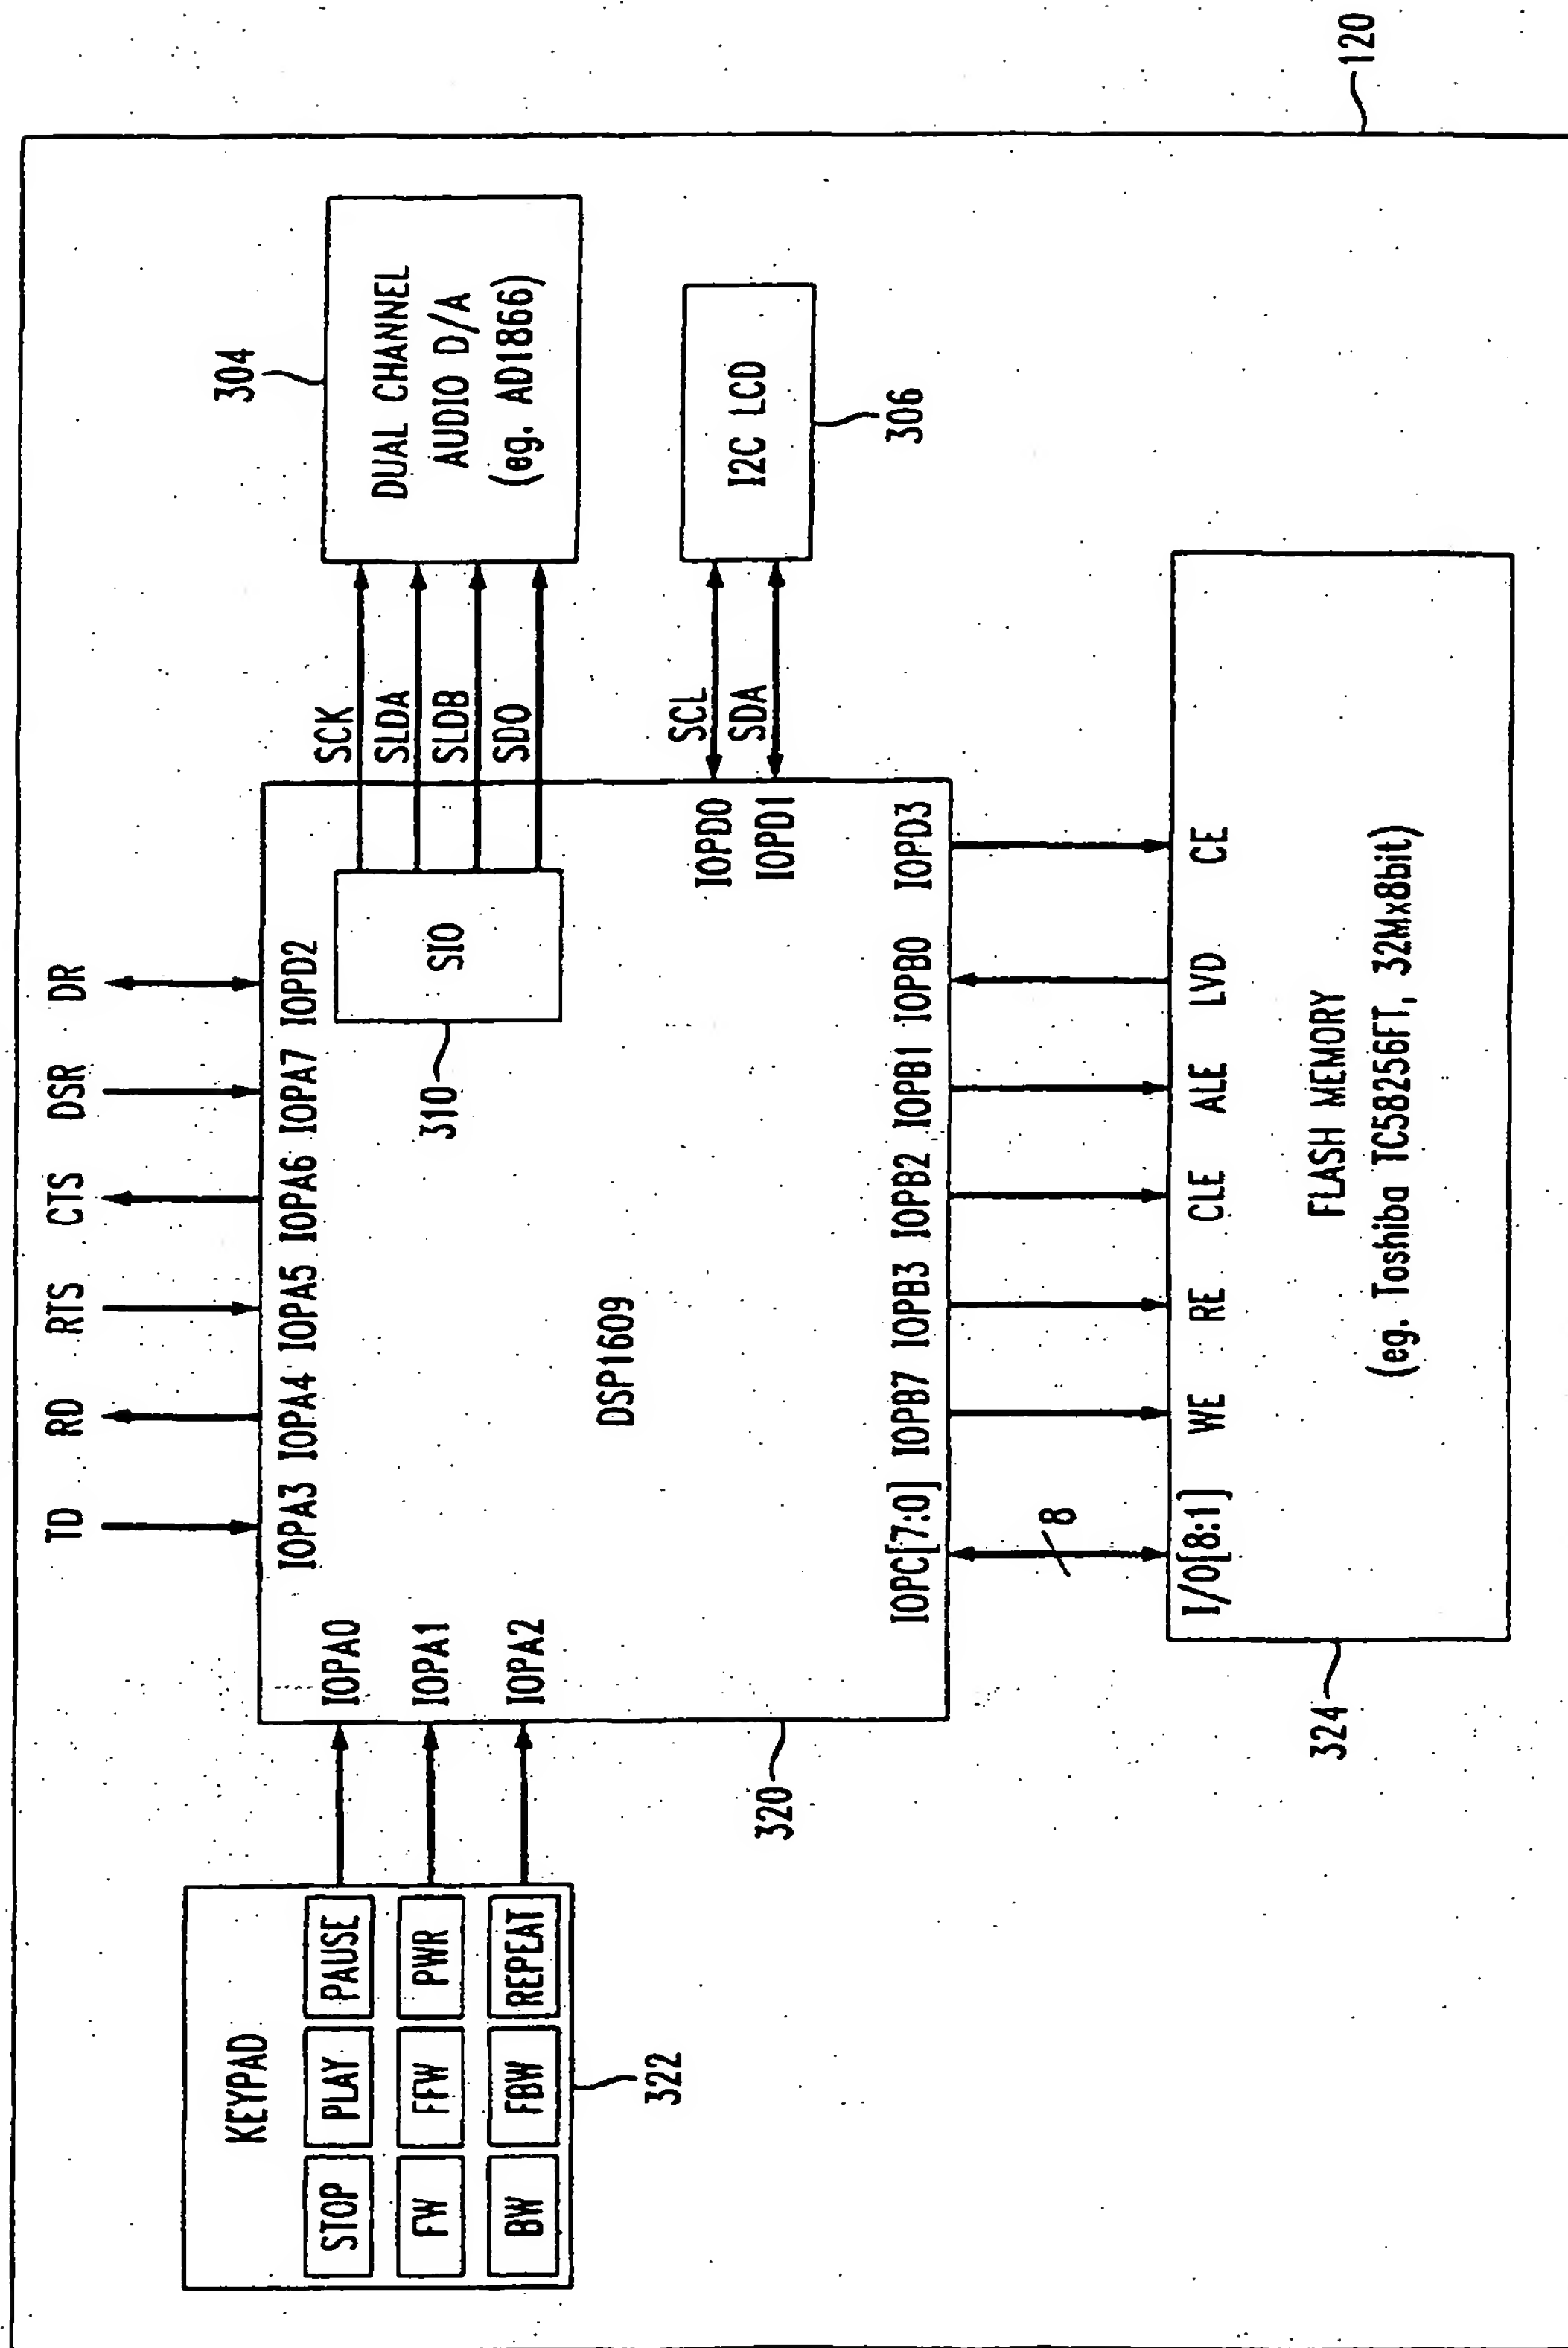 TD RD RTS CTS DSR DR
120
KEYPAD
STOP PLAY PAUSE
FW FFW PWR
BW FBW REPEAT
322
IOPA0
IOPA1
IOPA2
IOPA3 IOPA4 IOPA5 IOPA6 IOPA7 IOPD2
SIO
310
DSP1609
320
SCK
SLDA
SLDB
SDO
304
DUAL CHANNEL
AUDIO D/A
(eg. AD1866)
IOPD0
IOPD1
SCL
SDA
I2C LCD
306
IOPC[7:0] IOPB7 IOPB3 IOPB2 IOPB1 IOPB0 IOPD3
8
I/O[8:1] WE RE CLE ALE LVD CE
FLASH MEMORY
(eg. Toshiba TC58256FT, 32Mx8bit)
324